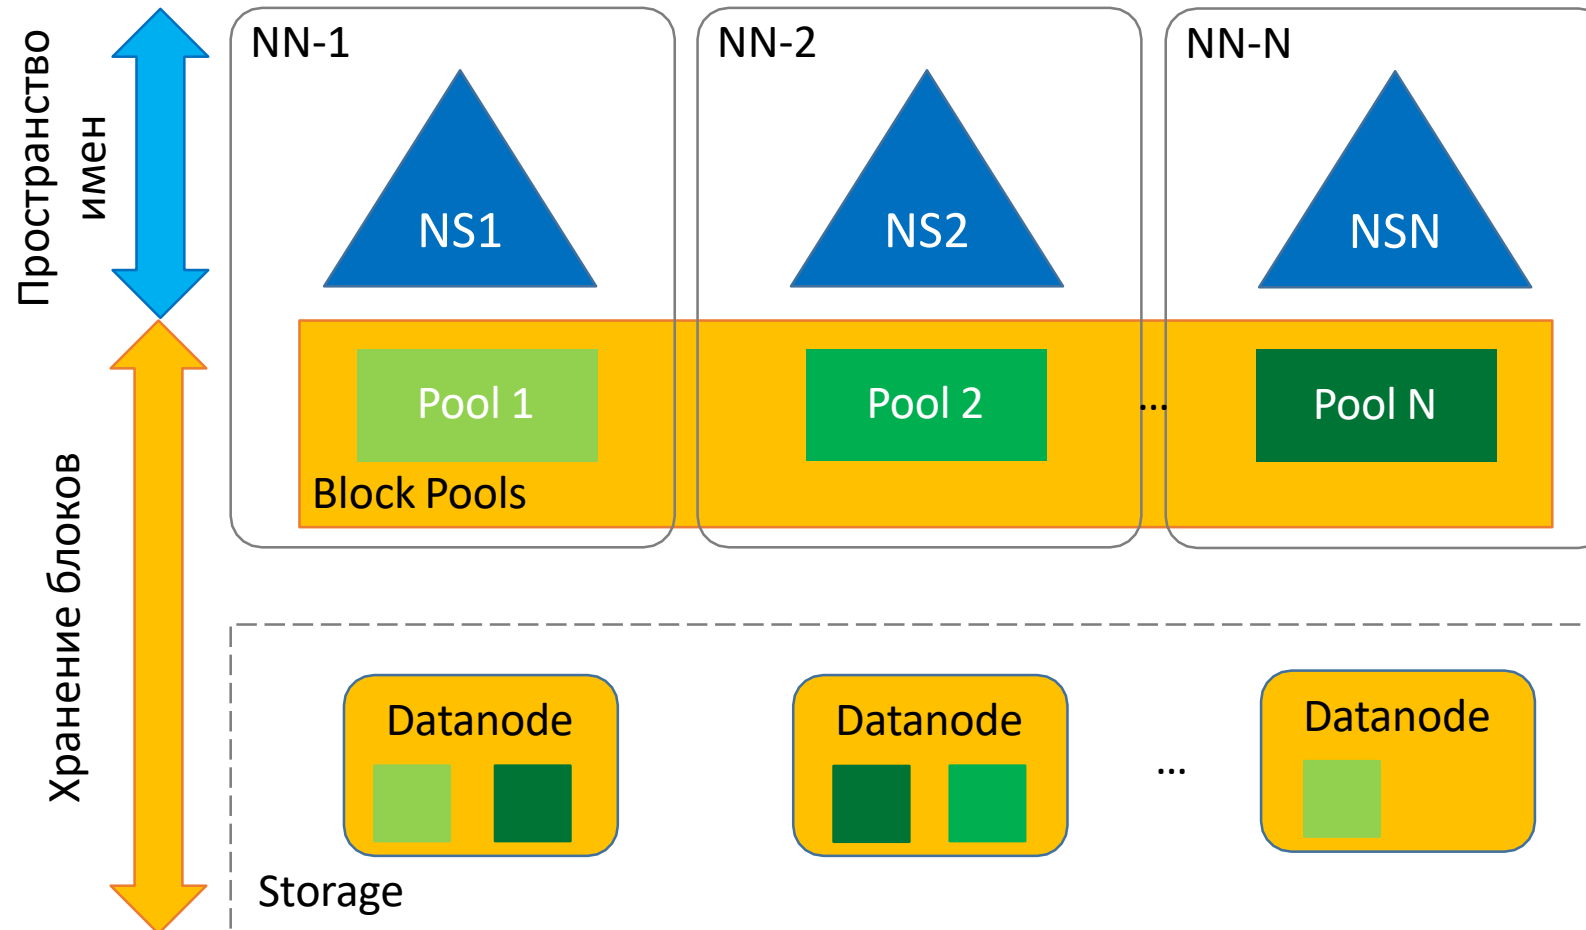 Пространство
имен
NN-1
NN-2
NN-N
NS1
NS2
NSN
Хранение блоков
Pool 1
Pool 2
...
Pool N
Block Pools
Datanode
Datanode
...
Datanode
Storage